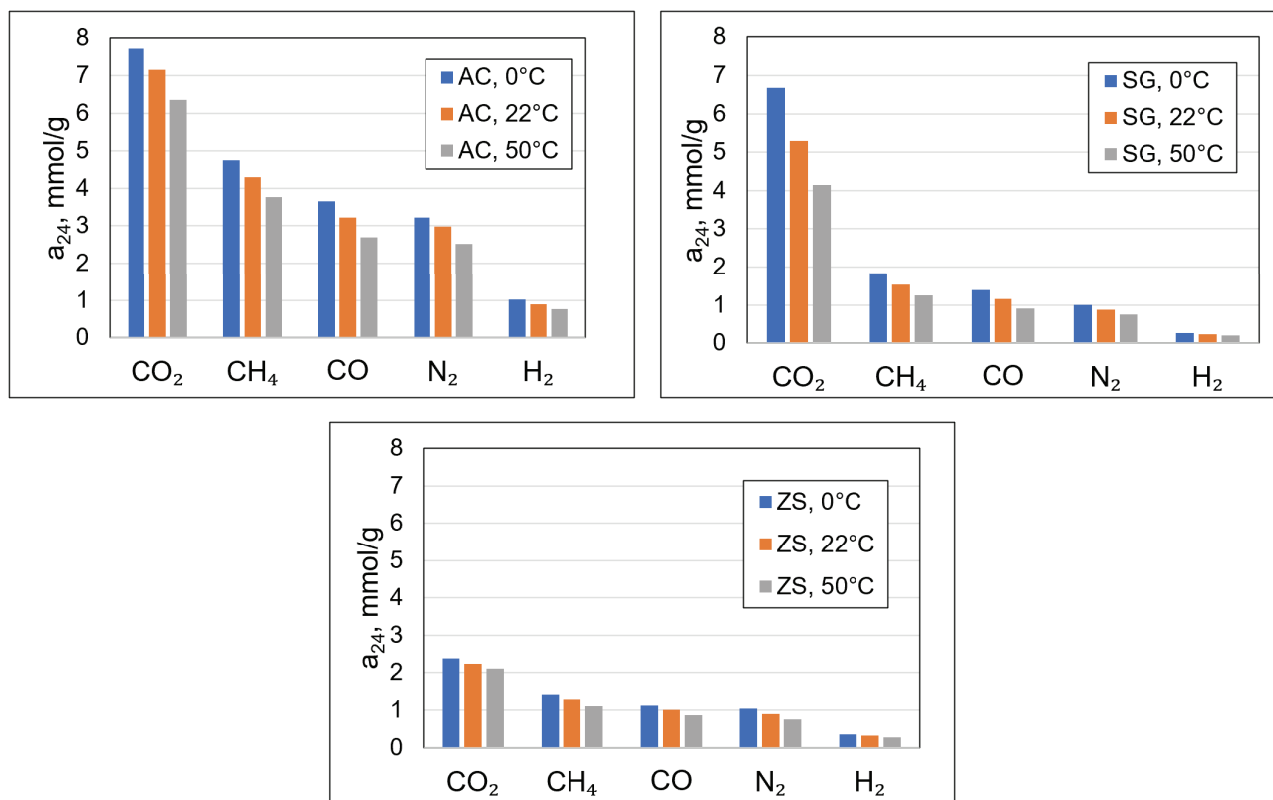 a₂₄, mmol/g
8
7
6
5
4
3
2
1
0
AC, 0°C
AC, 22°C
AC, 50°C
CO₂ CH₄ CO N₂ H₂
a₂₄, mmol/g
8
7
6
5
4
3
2
1
0
SG, 0°C
SG, 22°C
SG, 50°C
CO₂ CH₄ CO N₂ H₂
a₂₄, mmol/g
8
7
6
5
4
3
2
1
0
ZS, 0°C
ZS, 22°C
ZS, 50°C
CO₂ CH₄ CO N₂ H₂